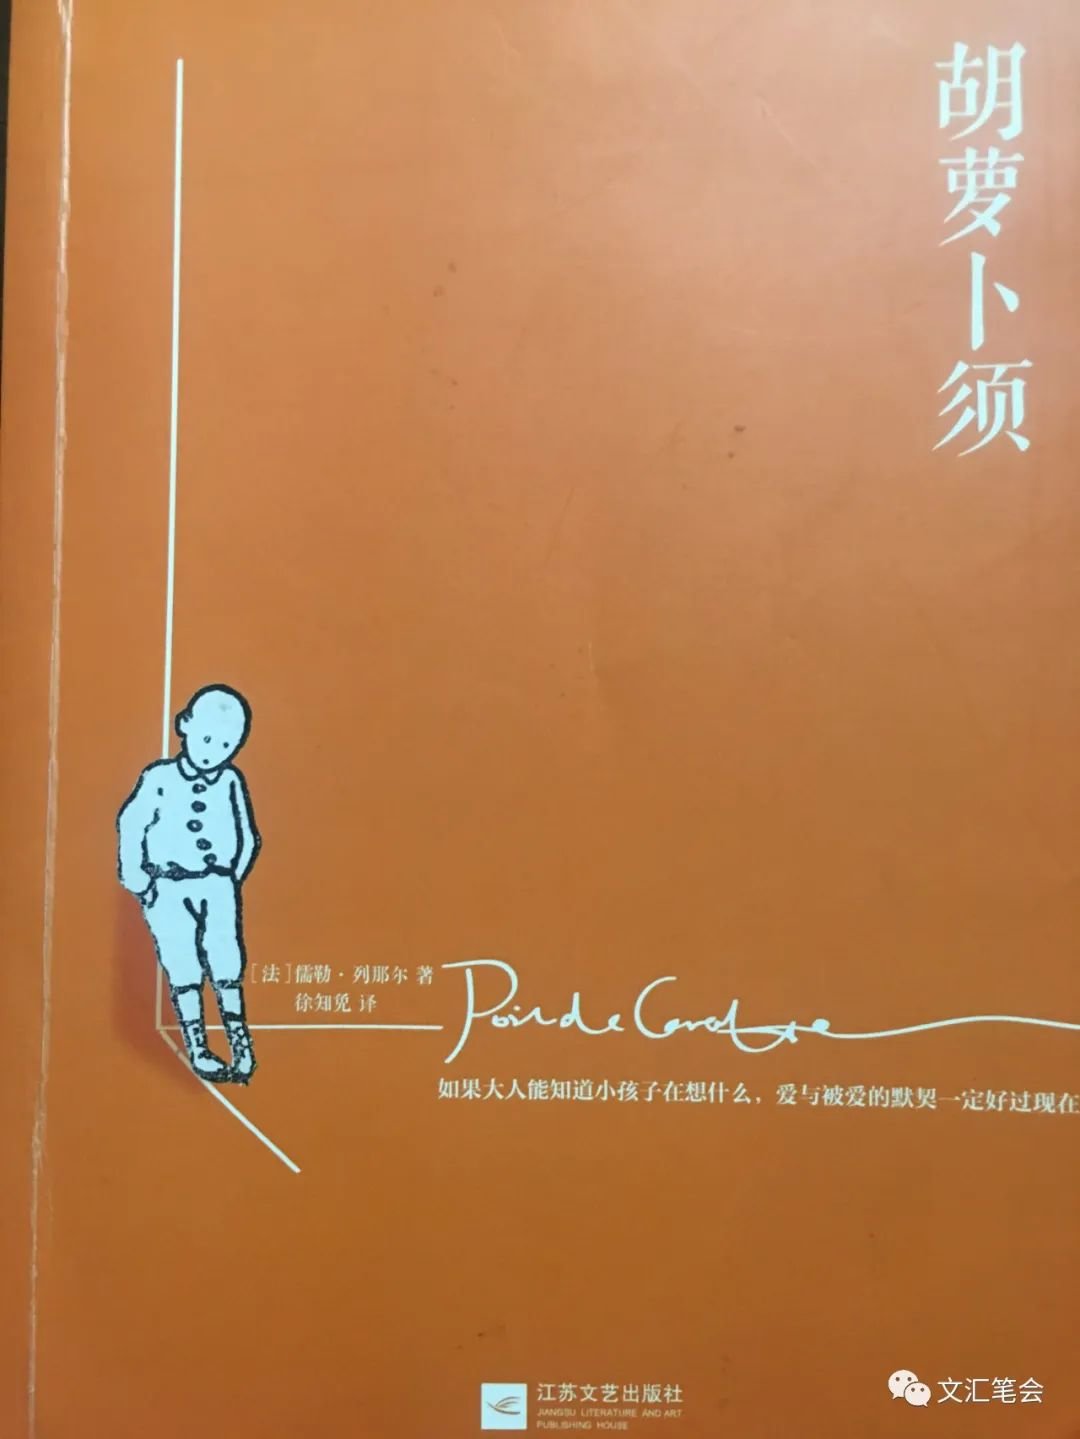 胡萝卜须
[法]儒勒·列那尔 著
徐知免 译
Poil de Carotte
如果大人能知道小孩子在想什么，爱与被爱的默契一定好过现在
江苏文艺出版社
JIANGSU LITERATURE AND ART
PUBLISHING HOUSE
文汇笔会